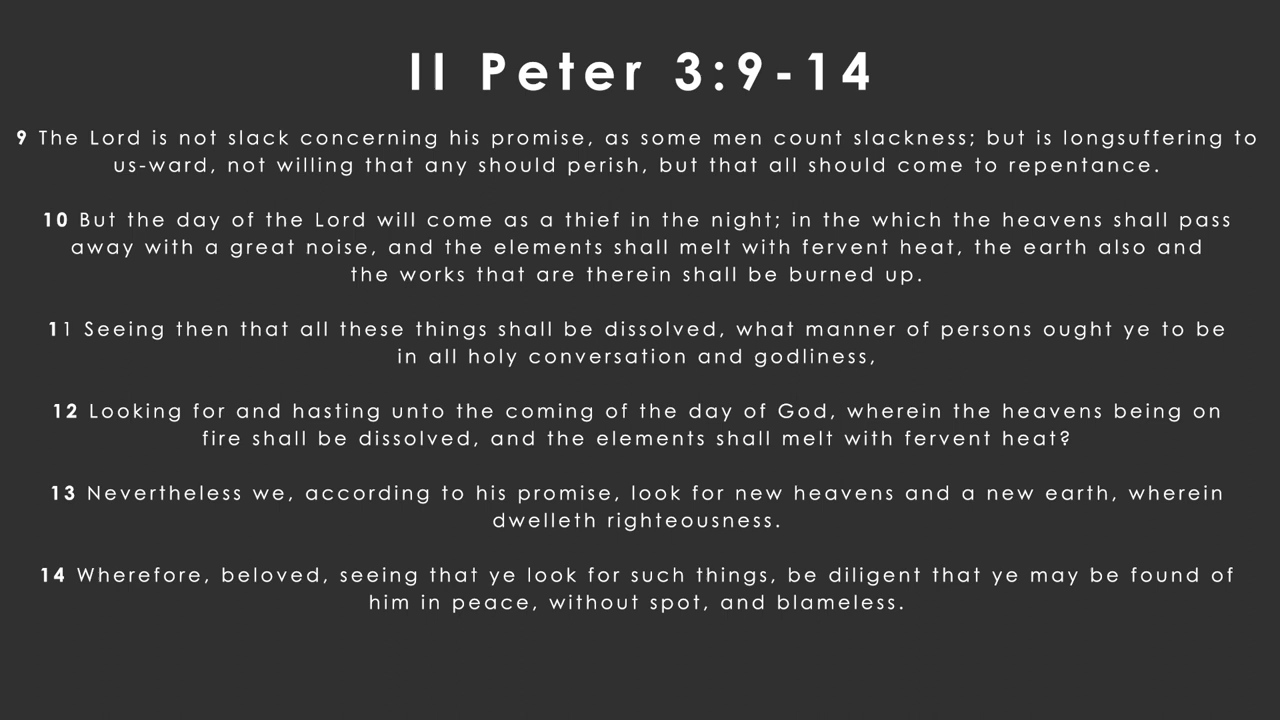 II Peter 3:9-14
9 The Lord is not slack concerning his promise, as some men count slackness; but is longsuffering to
us-ward, not willing that any should perish, but that all should come to repentance.
10 But the day of the Lord will come as a thief in the night; in the which the heavens shall pass
away with a great noise, and the elements shall melt with fervent heat, the earth also and
the works that are therein shall be burned up.
11 Seeing then that all these things shall be dissolved, what manner of persons ought ye to be
in all holy conversation and godliness,
12 Looking for and hasting unto the coming of the day of God, wherein the heavens being on
fire shall be dissolved, and the elements shall melt with fervent heat?
13 Nevertheless we, according to his promise, look for new heavens and a new earth, wherein
dwelleth righteousness.
14 Wherefore, beloved, seeing that ye look for such things, be diligent that ye may be found of
him in peace, without spot, and blameless.